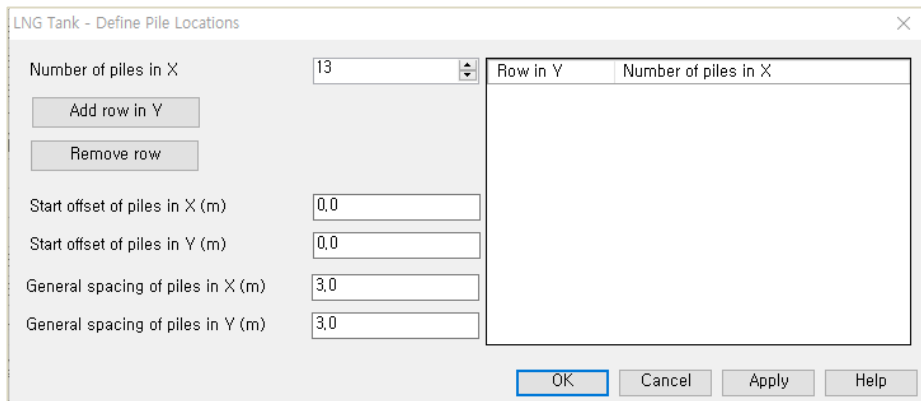 LNG Tank - Define Pile Locations
Number of piles in X 13
Row in Y Number of piles in X
Add row in Y
Remove row
Start offset of piles in X (m) 0,0
Start offset of piles in Y (m) 0,0
General spacing of piles in X (m) 3,0
General spacing of piles in Y (m) 3,0
OK Cancel Apply Help